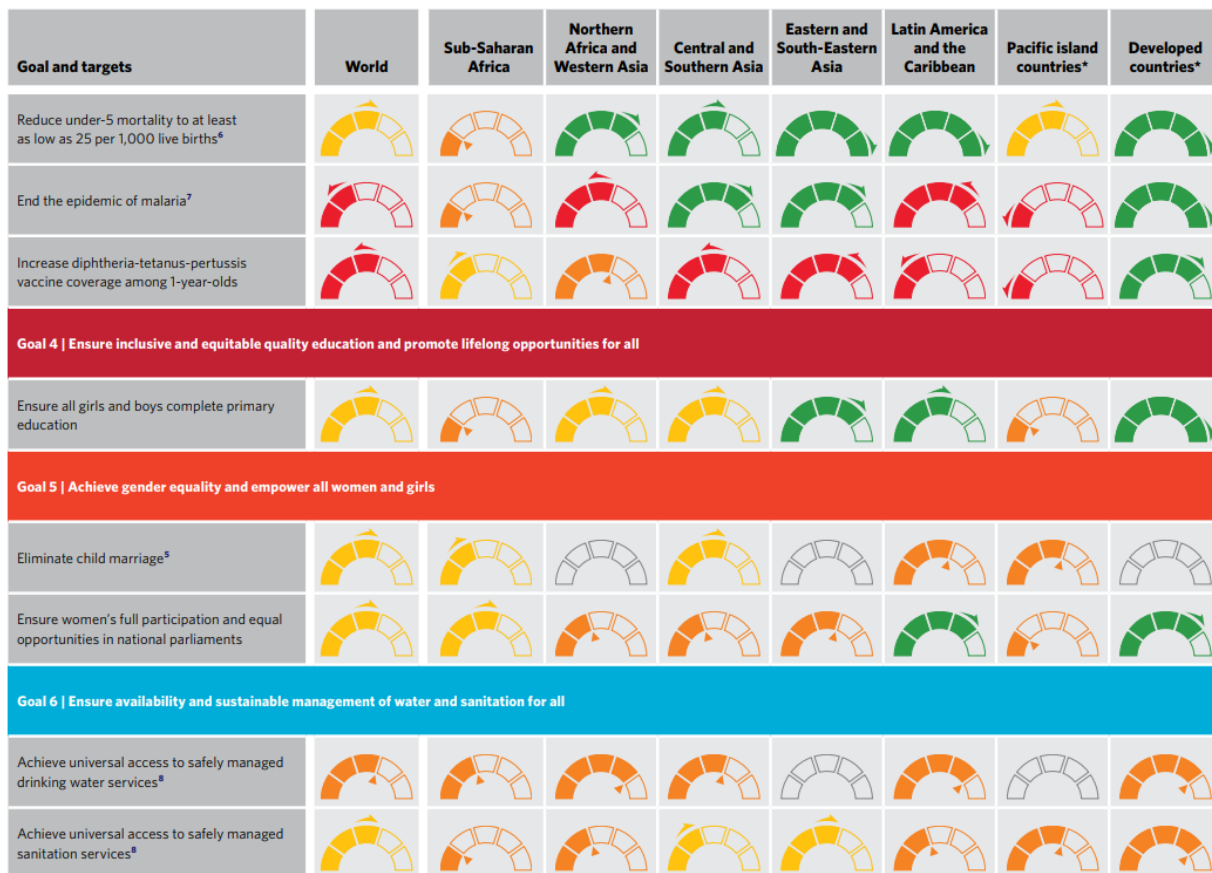 Goal and targets
World
Sub-Saharan
Africa
Northern
Africa and
Western Asia
Central and
Southern Asia
Eastern and
South-Eastern
Asia
Latin America
and the
Caribbean
Pacific island
countries*
Developed
countries*
Reduce under-5 mortality to at least
as low as 25 per 1,000 live births⁶
End the epidemic of malaria⁷
Increase diphtheria-tetanus-pertussis
vaccine coverage among 1-year-olds
Goal 4 | Ensure inclusive and equitable quality education and promote lifelong opportunities for all
Ensure all girls and boys complete primary
education
Goal 5 | Achieve gender equality and empower all women and girls
Eliminate child marriage⁵
Ensure women's full participation and equal
opportunities in national parliaments
Goal 6 | Ensure availability and sustainable management of water and sanitation for all
Achieve universal access to safely managed
drinking water services⁸
Achieve universal access to safely managed
sanitation services⁸